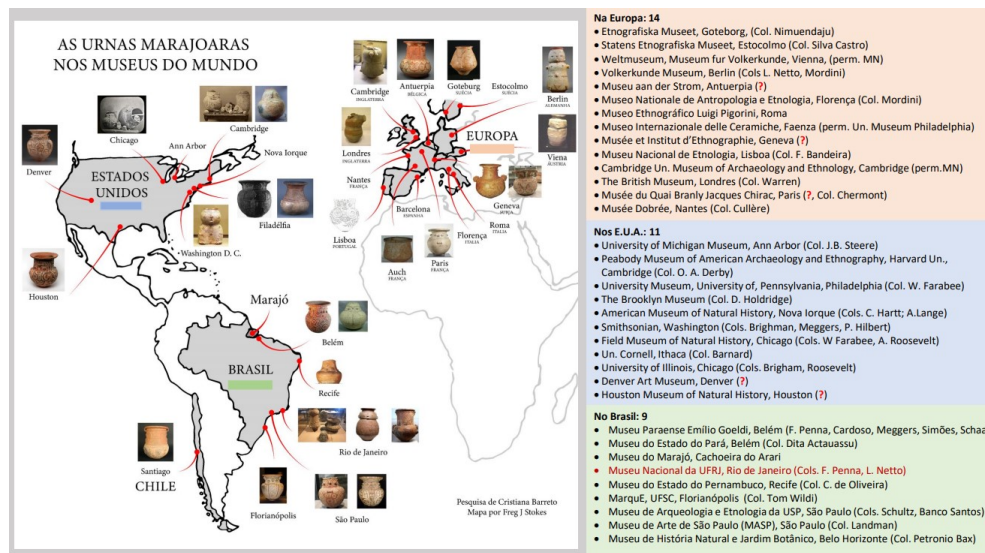 AS URNAS MARAJOARAS
NOS MUSEUS DO MUNDO
Denver
Chicago
Ann Arbor
Cambridge
Nova Iorque
ESTADOS
UNIDOS
Filadélfia
Washington D. C.
Houston
Cambridge
INGLATERRA
Antuerpia
BÉLGICA
Goteburg
SUÉCIA
Estocolmo
SUÉCIA
Berlin
ALEMANHA
EUROPA
Londres
INGLATERRA
Viena
ÁUSTRIA
Nantes
FRANÇA
Barcelona
ESPANHA
Geneva
SUIÇA
Roma
ITALIA
Lisboa
PORTUGAL
Florença
ITALIA
Paris
FRANÇA
Auch
FRANÇA
Marajó
Belém
BRASIL
Recife
Rio de Janeiro
Santiago
CHILE
Florianópolis
São Paulo
Pesquisa de Cristiana Barreto
Mapa por Freg J Stokes
Na Europa: 14
• Etnografiska Museet, Goteborg, (Col. Nimuendaju)
• Statens Etnografiska Museet, Estocolmo (Col. Silva Castro)
• Weltmuseum, Museum fur Volkerkunde, Vienna, (perm. MN)
• Volkerkunde Museum, Berlin (Cols L. Netto, Mordini)
• Museu aan der Strom, Antuerpia (?)
• Museo Nationale de Antropologia e Etnologia, Florença (Col. Mordini)
• Museo Ethnográfico Luigi Pigorini, Roma
• Museo Internazionale delle Ceramiche, Faenza (perm. Un. Museum Philadelphia)
• Musée et Institut d'Ethnographie, Geneva (?)
• Museu Nacional de Etnologia, Lisboa (Col. F. Bandeira)
• Cambridge Un. Museum of Archaeology and Ethnology, Cambridge (perm.MN)
• The British Museum, Londres (Col. Warren)
• Musée du Quai Branly Jacques Chirac, Paris (?, Col. Chermont)
• Musée Dobrée, Nantes (Col. Cullère)
Nos E.U.A.: 11
• University of Michigan Museum, Ann Arbor (Col. J.B. Steere)
• Peabody Museum of American Archaeology and Ethnography, Harvard Un.,
Cambridge (Col. O. A. Derby)
• University Museum, University of, Pennsylvania, Philadelphia (Col. W. Farabee)
• The Brooklyn Museum (Col. D. Holdridge)
• American Museum of Natural History, Nova Iorque (Cols. C. Hartt; A.Lange)
• Smithsonian, Washington (Cols. Brighman, Meggers, P. Hilbert)
• Field Museum of Natural History, Chicago (Cols. W Farabee, A. Roosevelt)
• Un. Cornell, Ithaca (Col. Barnard)
• University of Illinois, Chicago (Cols. Brigham, Roosevelt)
• Denver Art Museum, Denver (?)
• Houston Museum of Natural History, Houston (?)
No Brasil: 9
• Museu Paraense Emílio Goeldi, Belém (F. Penna, Cardoso, Meggers, Simões, Schaa
• Museu do Estado do Pará, Belém (Col. Dita Actauassu)
• Museu do Marajó, Cachoeira do Arari
• Museu Nacional da UFRJ, Rio de Janeiro (Cols. F. Penna, L. Netto)
• Museu do Estado do Pernambuco, Recife (Col. C. de Oliveira)
• MarquE, UFSC, Florianópolis (Col. Tom Wildi)
• Museu de Arqueologia e Etnologia da USP, São Paulo (Cols. Schultz, Banco Santos)
• Museu de Arte de São Paulo (MASP), São Paulo (Col. Landman)
• Museu de História Natural e Jardim Botânico, Belo Horizonte (Col. Petronio Bax)